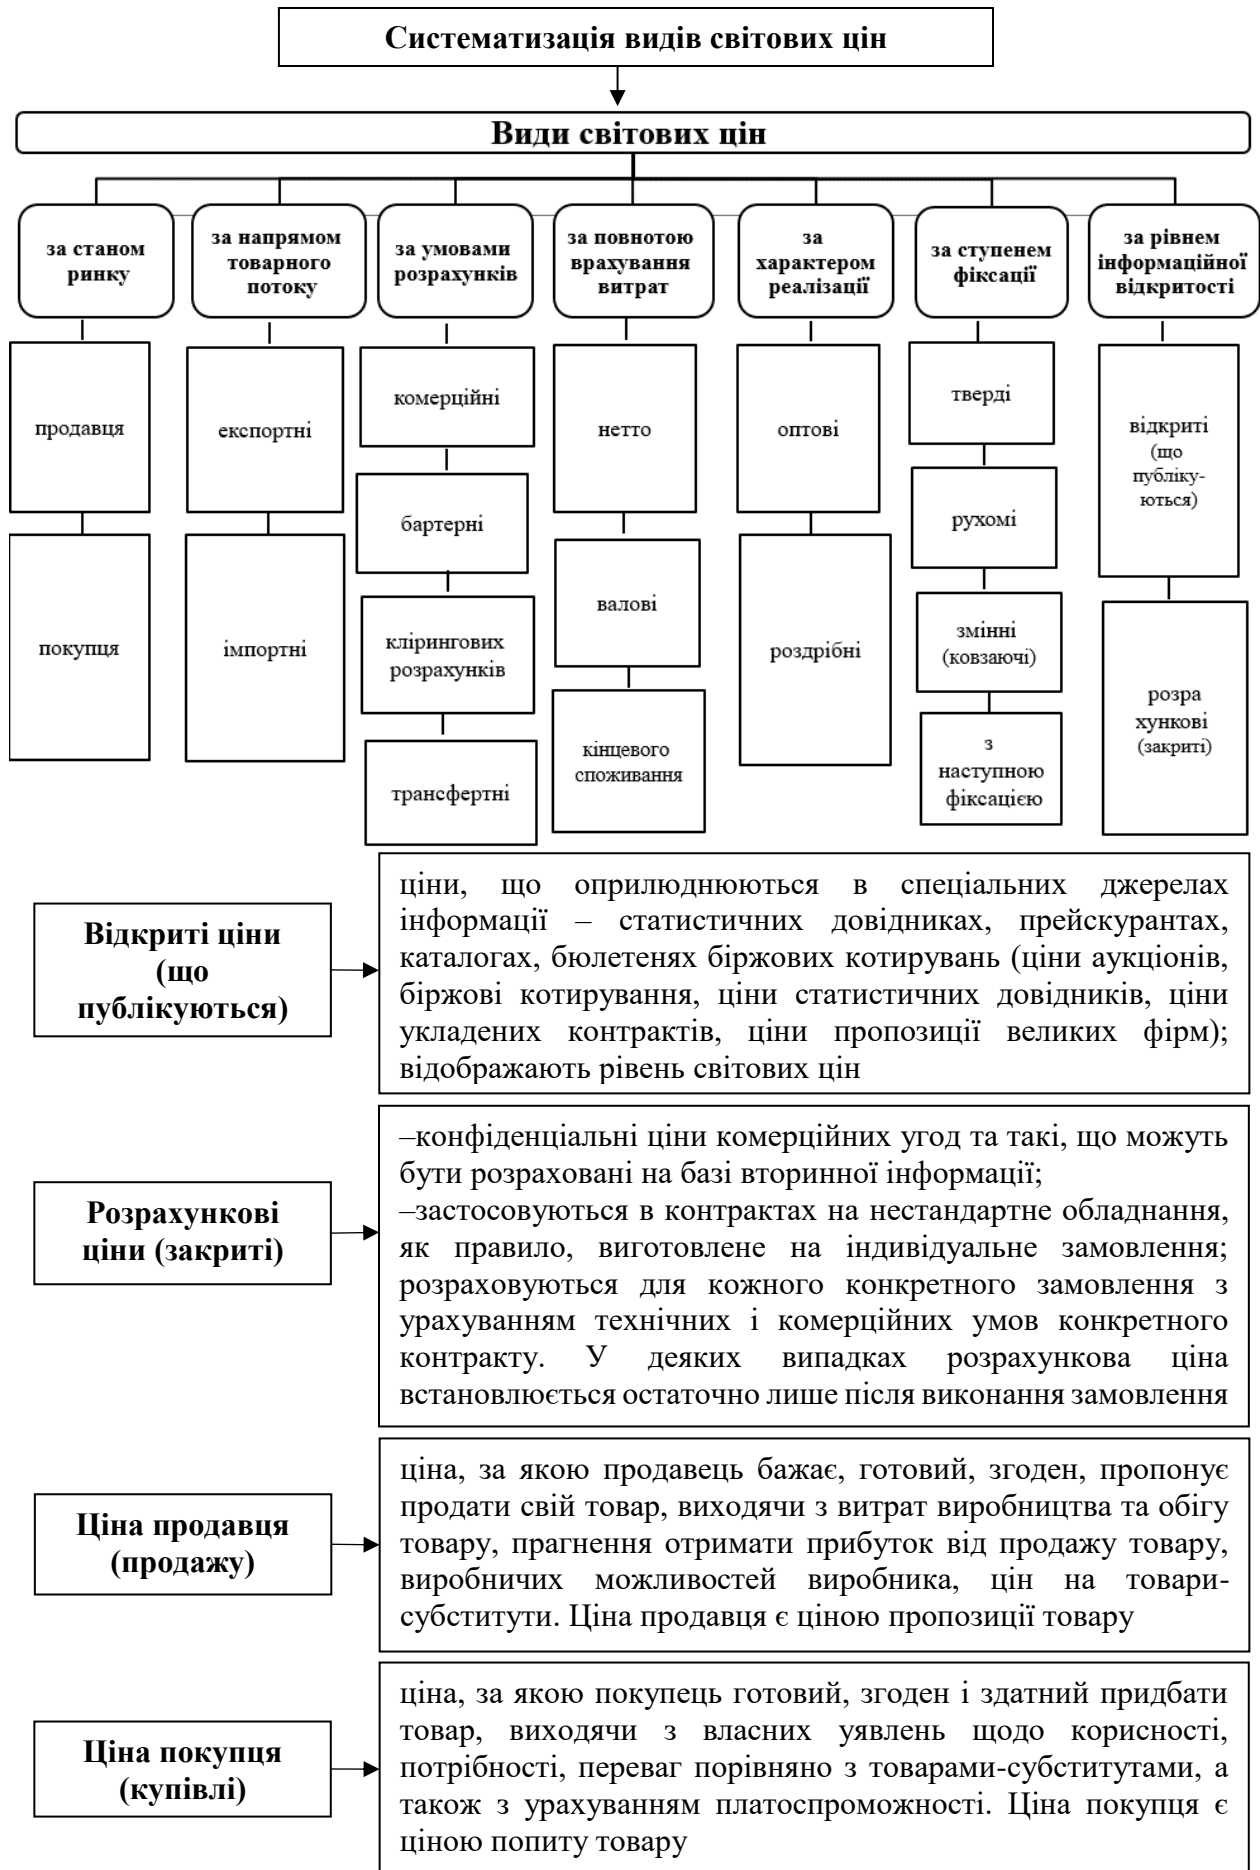 Систематизація видів світових цін
Види світових цін
за станом
ринку
за напрямом
товарного
потоку
за умовами
розрахунків
за повнотою
врахування
витрат
за
характером
реалізації
за ступенем
фіксації
за рівнем
інформаційної
відкритості
продавця
покупця
експортні
імпортні
комерційні
бартерні
клірингових
розрахунків
трансфертні
нетто
валові
кінцевого
споживання
оптові
роздрібні
тверді
рухомі
змінні
(ковзаючі)
з
наступною
фіксацією
відкриті
(що
публіку-
ються)
розра
хункові
(закриті)
Відкриті ціни
(що
публікуються)
ціни, що оприлюднюються в спеціальних джерелах
інформації – статистичних довідниках, прейскурантах,
каталогах, бюлетенях біржових котирувань (ціни аукціонів,
біржові котирування, ціни статистичних довідників, ціни
укладених контрактів, ціни пропозиції великих фірм);
відображають рівень світових цін
Розрахункові
ціни (закриті)
–конфіденціальні ціни комерційних угод та такі, що можуть
бути розраховані на базі вторинної інформації;
–застосовуються в контрактах на нестандартне обладнання,
як правило, виготовлене на індивідуальне замовлення;
розраховуються для кожного конкретного замовлення з
урахуванням технічних і комерційних умов конкретного
контракту. У деяких випадках розрахункова ціна
встановлюється остаточно лише після виконання замовлення
Ціна продавця
(продажу)
ціна, за якою продавець бажає, готовий, згоден, пропонує
продати свій товар, виходячи з витрат виробництва та обігу
товару, прагнення отримати прибуток від продажу товару,
виробничих можливостей виробника, цін на товари-
субститути. Ціна продавця є ціною пропозиції товару
Ціна покупця
(купівлі)
ціна, за якою покупець готовий, згоден і здатний придбати
товар, виходячи з власних уявлень щодо корисності,
потрібності, переваг порівняно з товарами-субститутами, а
також з урахуванням платоспроможності. Ціна покупця є
ціною попиту товару